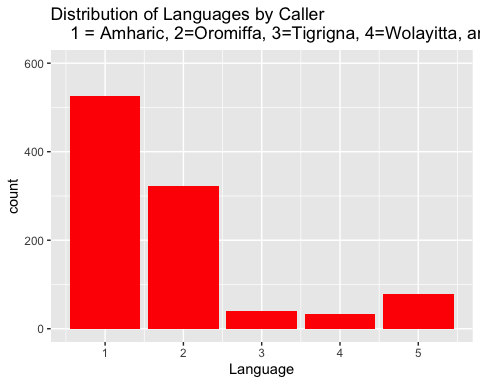 Distribution of Languages by Caller
1 = Amharic, 2=Oromiffa, 3=Tigrigna, 4=Wolayitta,
600
400
200
0
count
1 2 3 4 5
Language